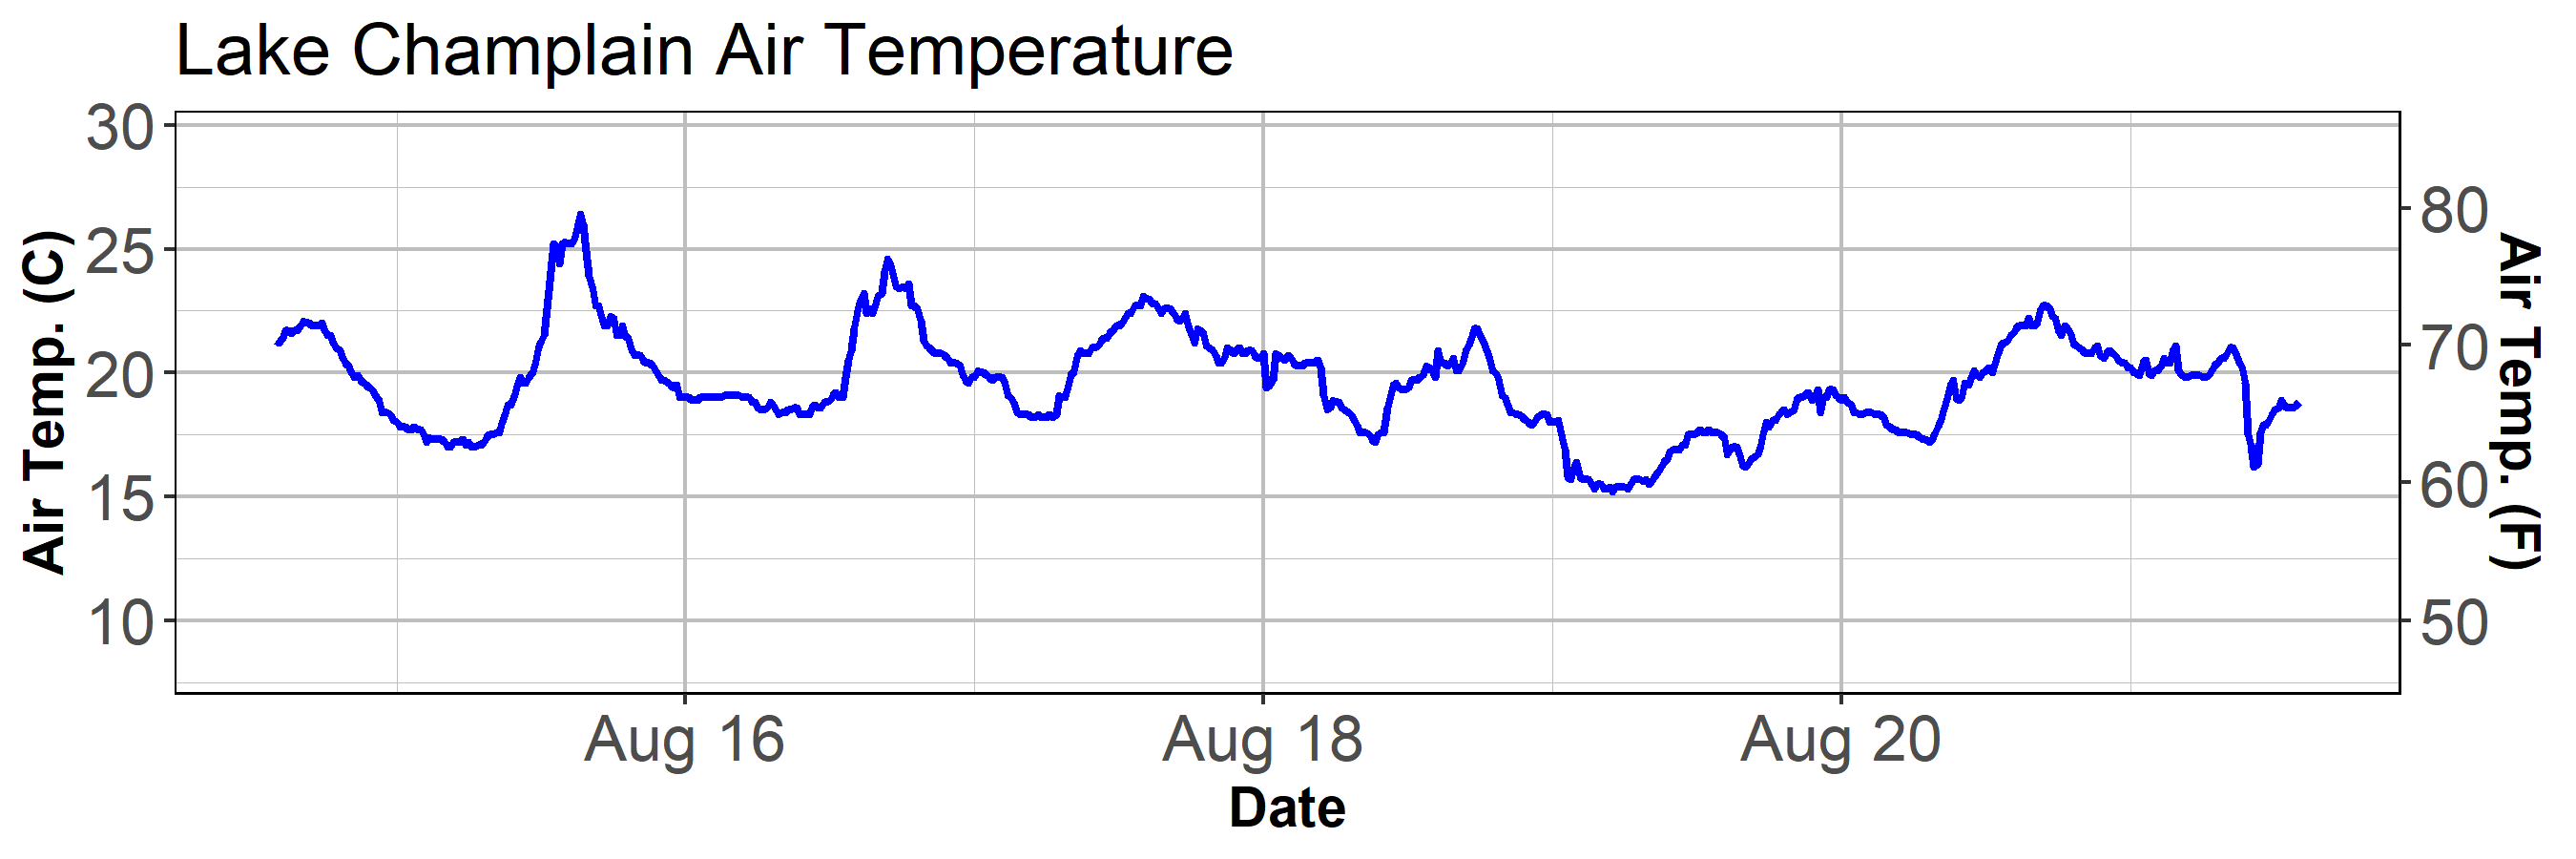 Lake Champlain Air Temperature
Air Temp. (C)
30
25
20
15
10
80
70
60
50
Air Temp. (F)
Aug 16
Aug 18
Aug 20
Date